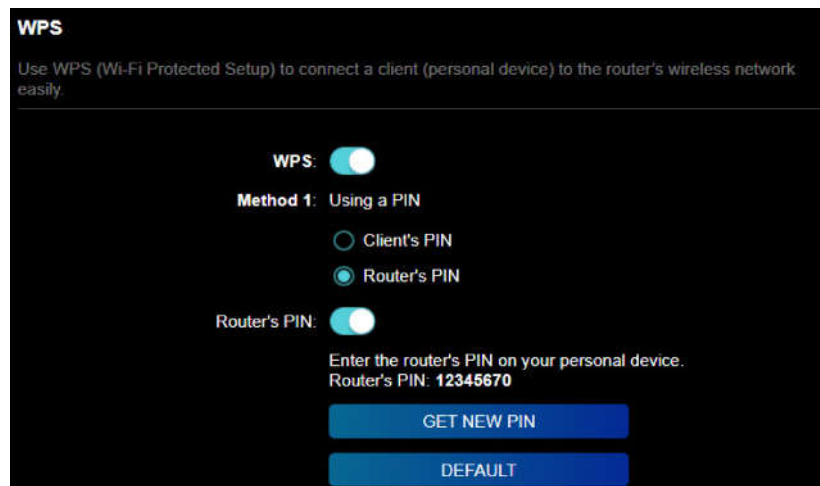 WPS
Use WPS (Wi-Fi Protected Setup) to connect a client (personal device) to the router's wireless network
easily.
WPS:
Method 1: Using a PIN
Client's PIN
Router's PIN
Router's PIN:
Enter the router's PIN on your personal device.
Router's PIN: 12345670
GET NEW PIN
DEFAULT